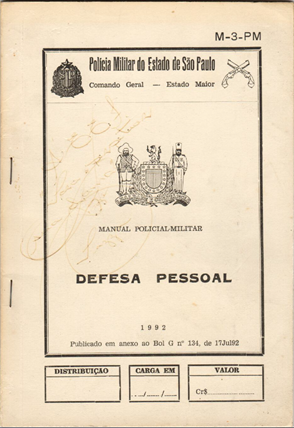 M-3-PM
Polícia Militar do Estado de São Paulo
Comando Geral — Estado Maior
MANUAL POLICIAL-MILITAR
DEFESA PESSOAL
1992
Publicado em anexo ao Bol G nº 134, de 17Jul92
DISTRIBUIÇÃO
CARGA EM
VALOR
..../..../....
Cr$..................